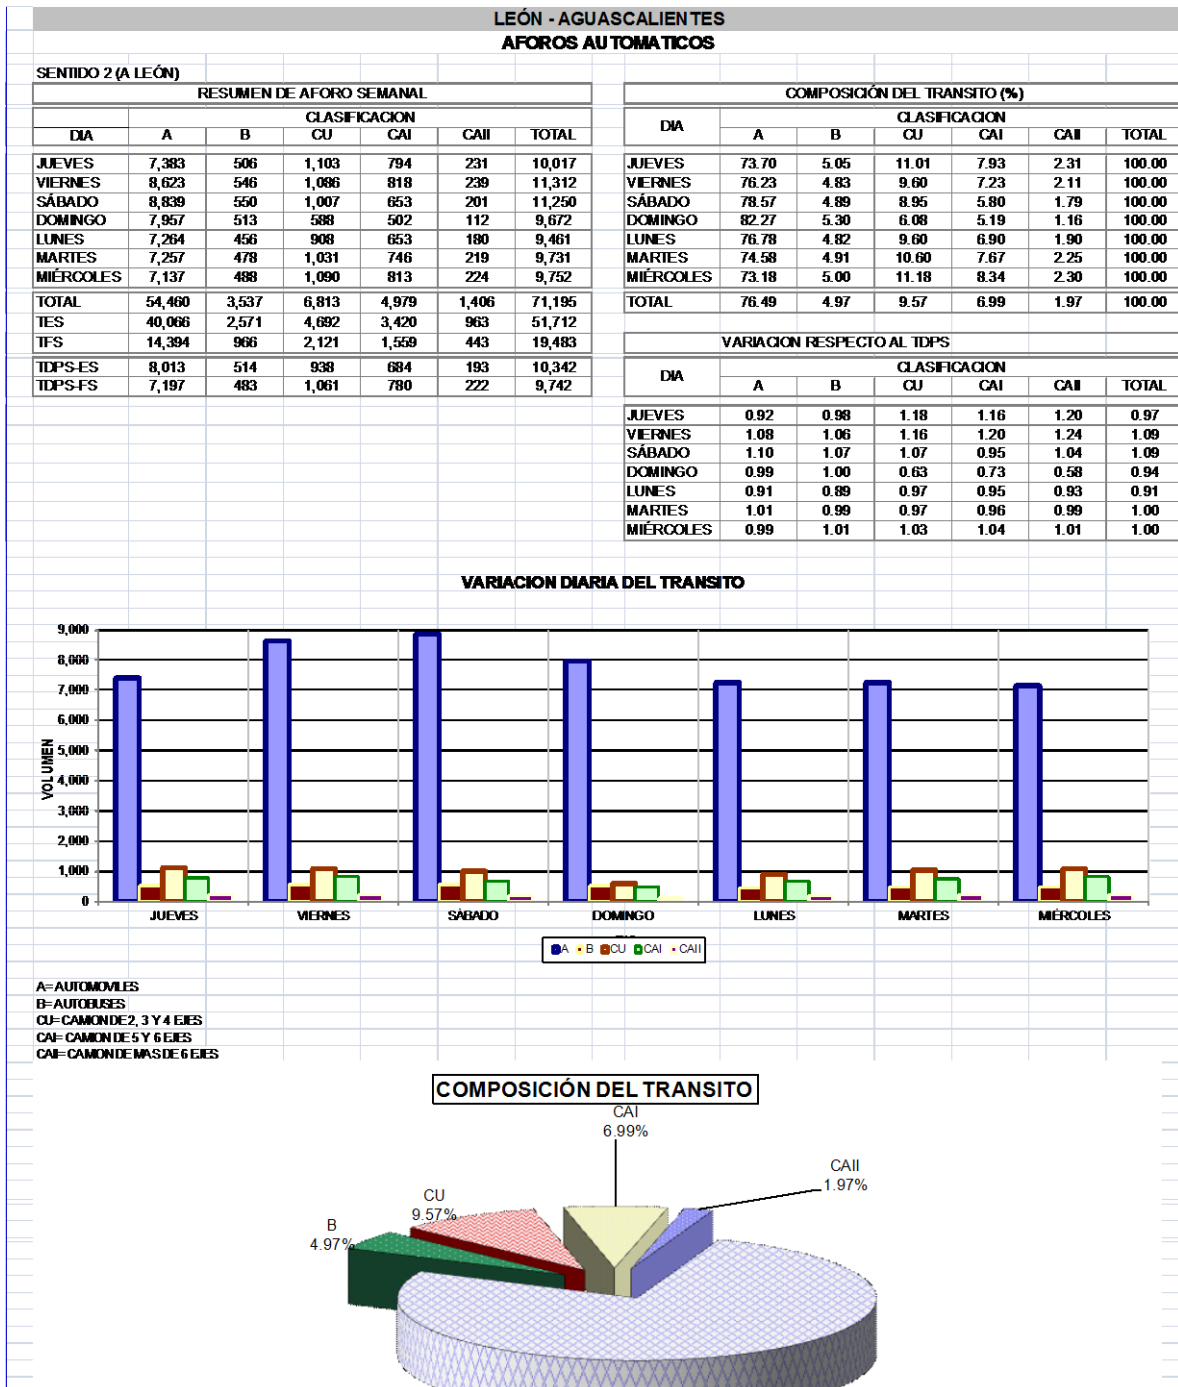 LEÓN - AGUASCALIENTES
AFOROS AUTOMATICOS
SENTIDO 2 (A LEÓN)
RESUMEN DE AFORO SEMANAL
DIA CLASIFICACION
A B CU CAI CAII TOTAL
JUEVES 7,383 506 1,103 794 231 10,017
VIERNES 8,623 546 1,086 818 239 11,312
SÁBADO 8,839 550 1,007 653 201 11,250
DOMINGO 7,957 513 588 502 112 9,672
LUNES 7,264 456 908 653 180 9,461
MARTES 7,257 478 1,031 746 219 9,731
MIÉRCOLES 7,137 488 1,090 813 224 9,752
TOTAL 54,460 3,537 6,813 4,979 1,406 71,195
TES 40,066 2,571 4,692 3,420 963 51,712
TFS 14,394 966 2,121 1,559 443 19,483
TDPS-ES 8,013 514 938 684 193 10,342
TDPS-FS 7,197 483 1,061 780 222 9,742
COMPOSICIÓN DEL TRANSITO (%)
DIA CLASIFICACION
A B CU CAI CAII TOTAL
JUEVES 73.70 5.05 11.01 7.93 2.31 100.00
VIERNES 76.23 4.83 9.60 7.23 2.11 100.00
SÁBADO 78.57 4.89 8.95 5.80 1.79 100.00
DOMINGO 82.27 5.30 6.08 5.19 1.16 100.00
LUNES 76.78 4.82 9.60 6.90 1.90 100.00
MARTES 74.58 4.91 10.60 7.67 2.25 100.00
MIÉRCOLES 73.18 5.00 11.18 8.34 2.30 100.00
TOTAL 76.49 4.97 9.57 6.99 1.97 100.00
VARIACION RESPECTO AL TDPS
DIA CLASIFICACION
A B CU CAI CAII TOTAL
JUEVES 0.92 0.98 1.18 1.16 1.20 0.97
VIERNES 1.08 1.06 1.16 1.20 1.24 1.09
SÁBADO 1.10 1.07 1.07 0.95 1.04 1.09
DOMINGO 0.99 1.00 0.63 0.73 0.58 0.94
LUNES 0.91 0.89 0.97 0.95 0.93 0.91
MARTES 1.01 0.99 0.97 0.96 0.99 1.00
MIÉRCOLES 0.99 1.01 1.03 1.04 1.01 1.00
VARIACION DIARIA DEL TRANSITO
VOLUMEN
9,000
8,000
7,000
6,000
5,000
4,000
3,000
2,000
1,000
0
JUEVES VIERNES SÁBADO DOMINGO LUNES MARTES MIÉRCOLES
A B CU CAI CAII
A= AUTOMOVILES
B= AUTOBUSES
CU= CAMION DE 2, 3 Y 4 EJES
CAI= CAMION DE 5 Y 6 EJES
CAII= CAMION DE MAS DE 6 EJES
COMPOSICIÓN DEL TRANSITO
CAI
6.99%
CAII
1.97%
CU
9.57%
B
4.97%